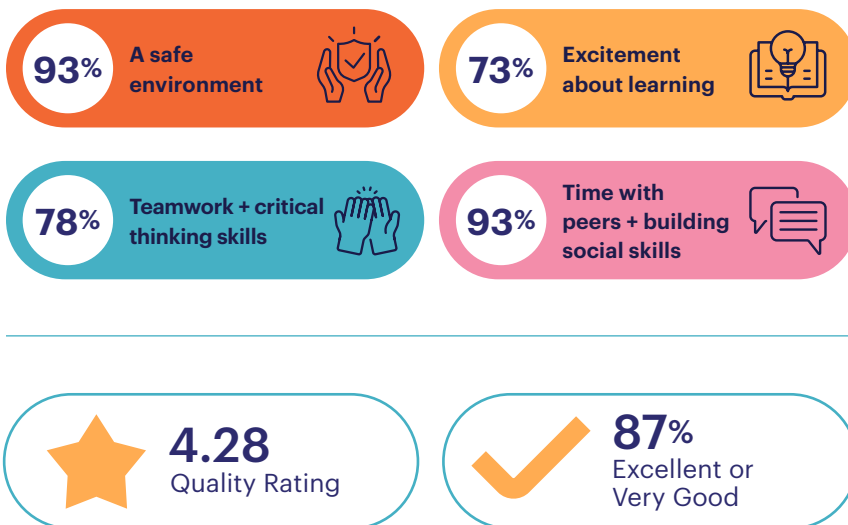 93%
A safe
environment
73%
Excitement
about learning
78%
Teamwork + critical
thinking skills
93%
Time with
peers + building
social skills
4.28
Quality Rating
87%
Excellent or
Very Good